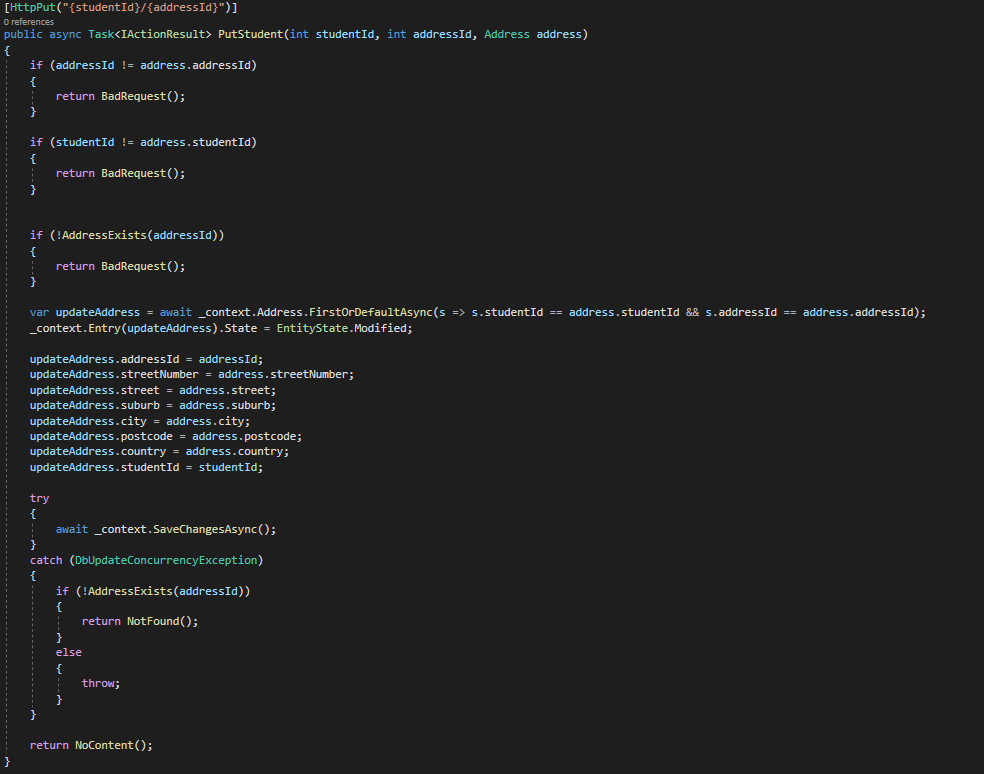 [HttpPut("{studentId}/{addressId}")]
0 references
public async Task<IActionResult> PutStudent(int studentId, int addressId, Address address)
{
    if (addressId != address.addressId)
    {
        return BadRequest();
    }
    if (studentId != address.studentId)
    {
        return BadRequest();
    }
    if (!AddressExists(addressId))
    {
        return BadRequest();
    }
    var updateAddress = await _context.Address.FirstOrDefaultAsync(s => s.studentId == address.studentId && s.addressId == address.addressId);
    _context.Entry(updateAddress).State = EntityState.Modified;
    updateAddress.addressId = addressId;
    updateAddress.streetNumber = address.streetNumber;
    updateAddress.street = address.street;
    updateAddress.suburb = address.suburb;
    updateAddress.city = address.city;
    updateAddress.postcode = address.postcode;
    updateAddress.country = address.country;
    updateAddress.studentId = studentId;
    try
    {
        await _context.SaveChangesAsync();
    }
    catch (DbUpdateConcurrencyException)
    {
        if (!AddressExists(addressId))
        {
            return NotFound();
        }
        else
        {
            throw;
        }
    }
    return NoContent();
}